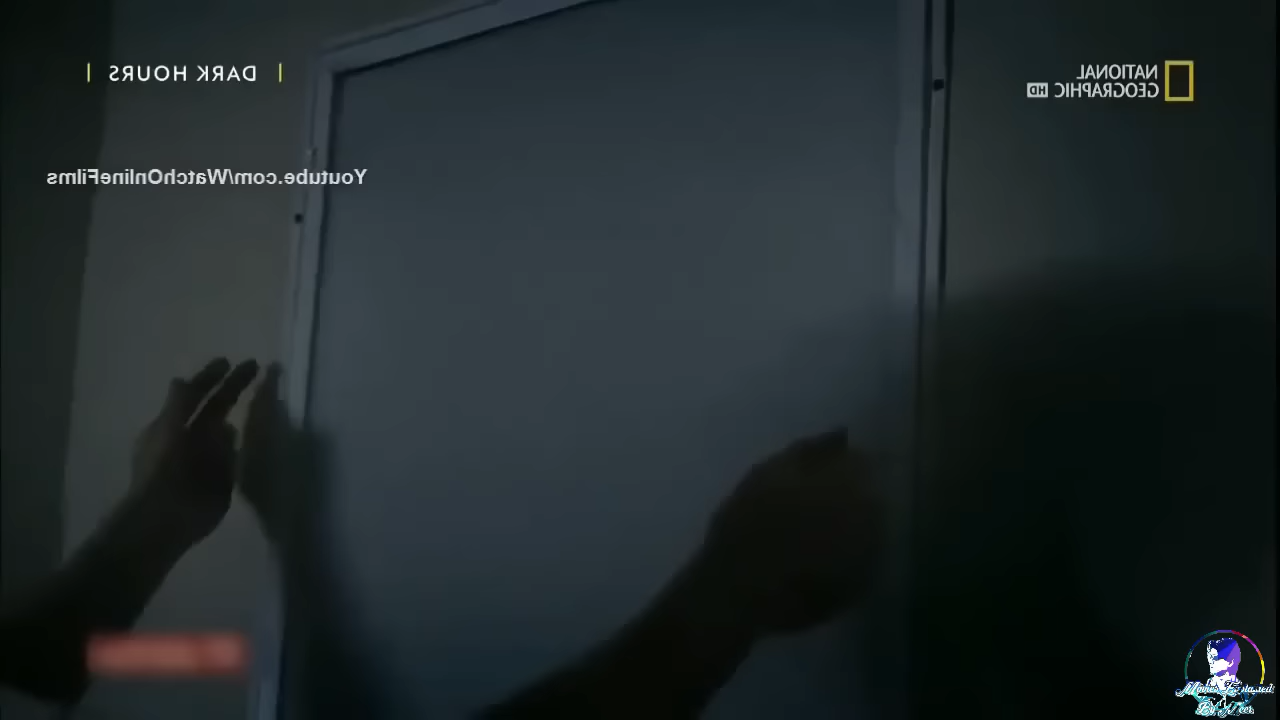 | DARK HOURS |
NATIONAL
GEOGRAPHIC HD
Youtube.com/WatchOnlineFilms